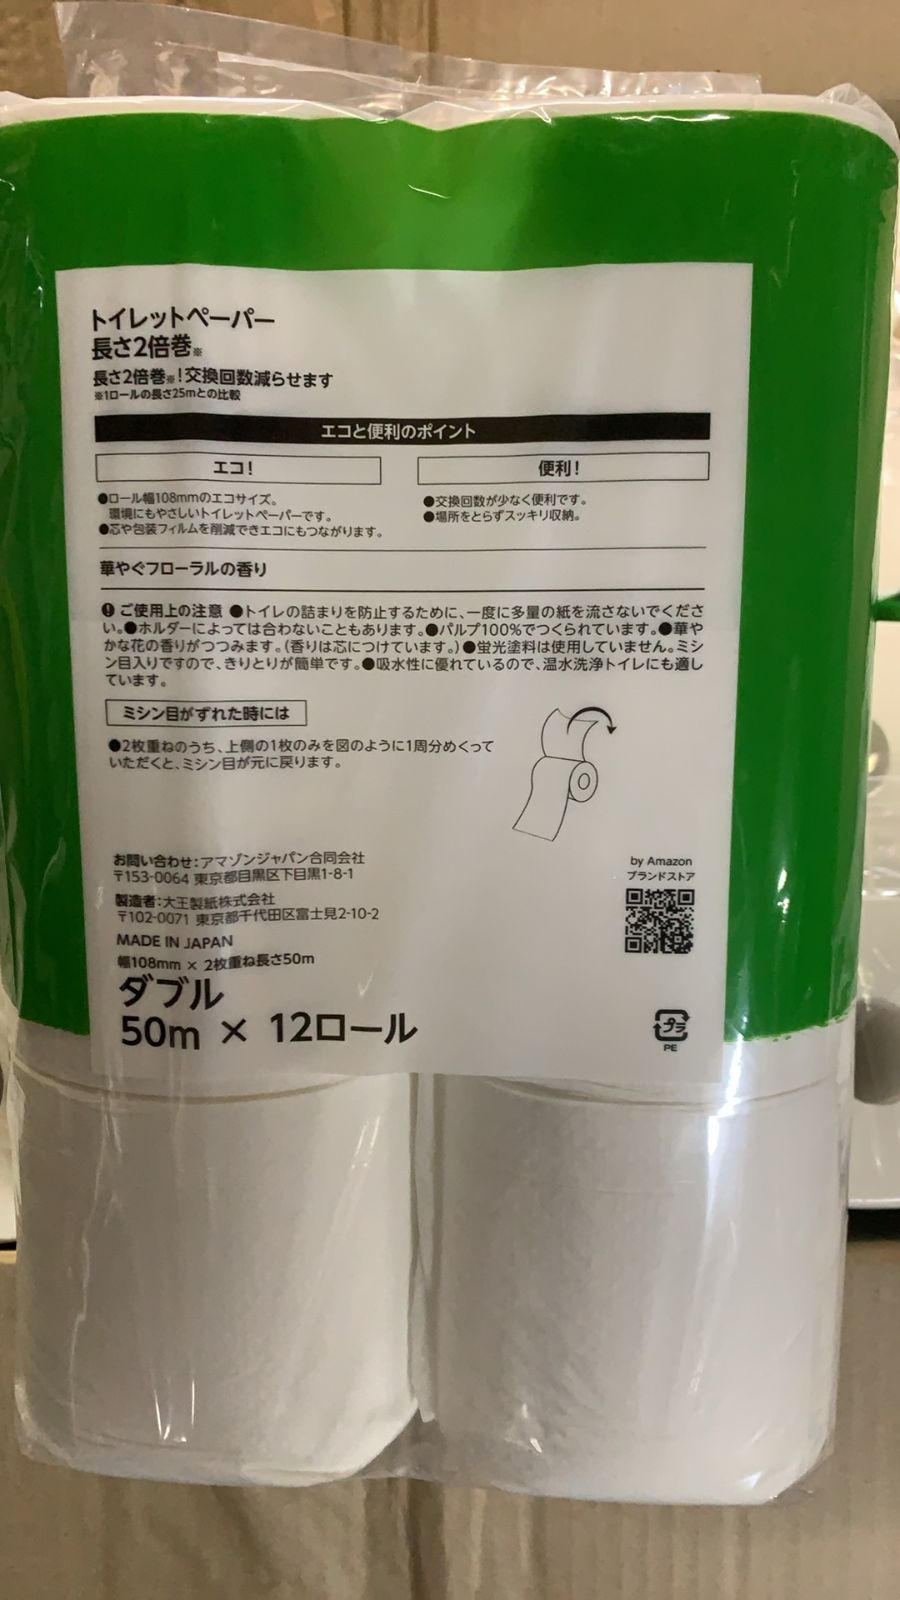 トイレットペーパー
長さ2倍巻※
長さ2倍巻※!交換回数減らせます
※1ロールの長さ25mとの比較
エコと便利のポイント
エコ!
●ロール幅108mmのエコサイズ。
環境にもやさしいトイレットペーパーです。
●芯や包装フィルムを削減できエコにもつながります。
便利!
●交換回数が少なく便利です。
●場所をとらずスッキリ収納。
華やぐフローラルの香り
ご使用上の注意 ●トイレの詰まりを防止するために、一度に多量の紙を流さないでくださ
い。●ホルダーによっては合わないこともあります。●パルプ100%でつくられています。●華や
かな花の香りがつつみます。(香りは芯につけています。)●蛍光塗料は使用していません。ミシ
ン目入りですので、きりとりが簡単です。●吸水性に優れているので、温水洗浄トイレにも適し
ています。
ミシン目がずれた時には
●2枚重ねのうち、上側の1枚のみを図のように1周分めくって
いただくと、ミシン目が元に戻ります。
お問い合わせ:アマゾンジャパン合同会社
〒153-0064 東京都目黒区下目黒1-8-1
製造者:大王製紙株式会社
〒102-0071 東京都千代田区富士見2-10-2
MADE IN JAPAN
幅108mm × 2枚重ね長さ50m
ダブル
50m × 12ロール
by Amazon
ブランドストア
プラ
PE